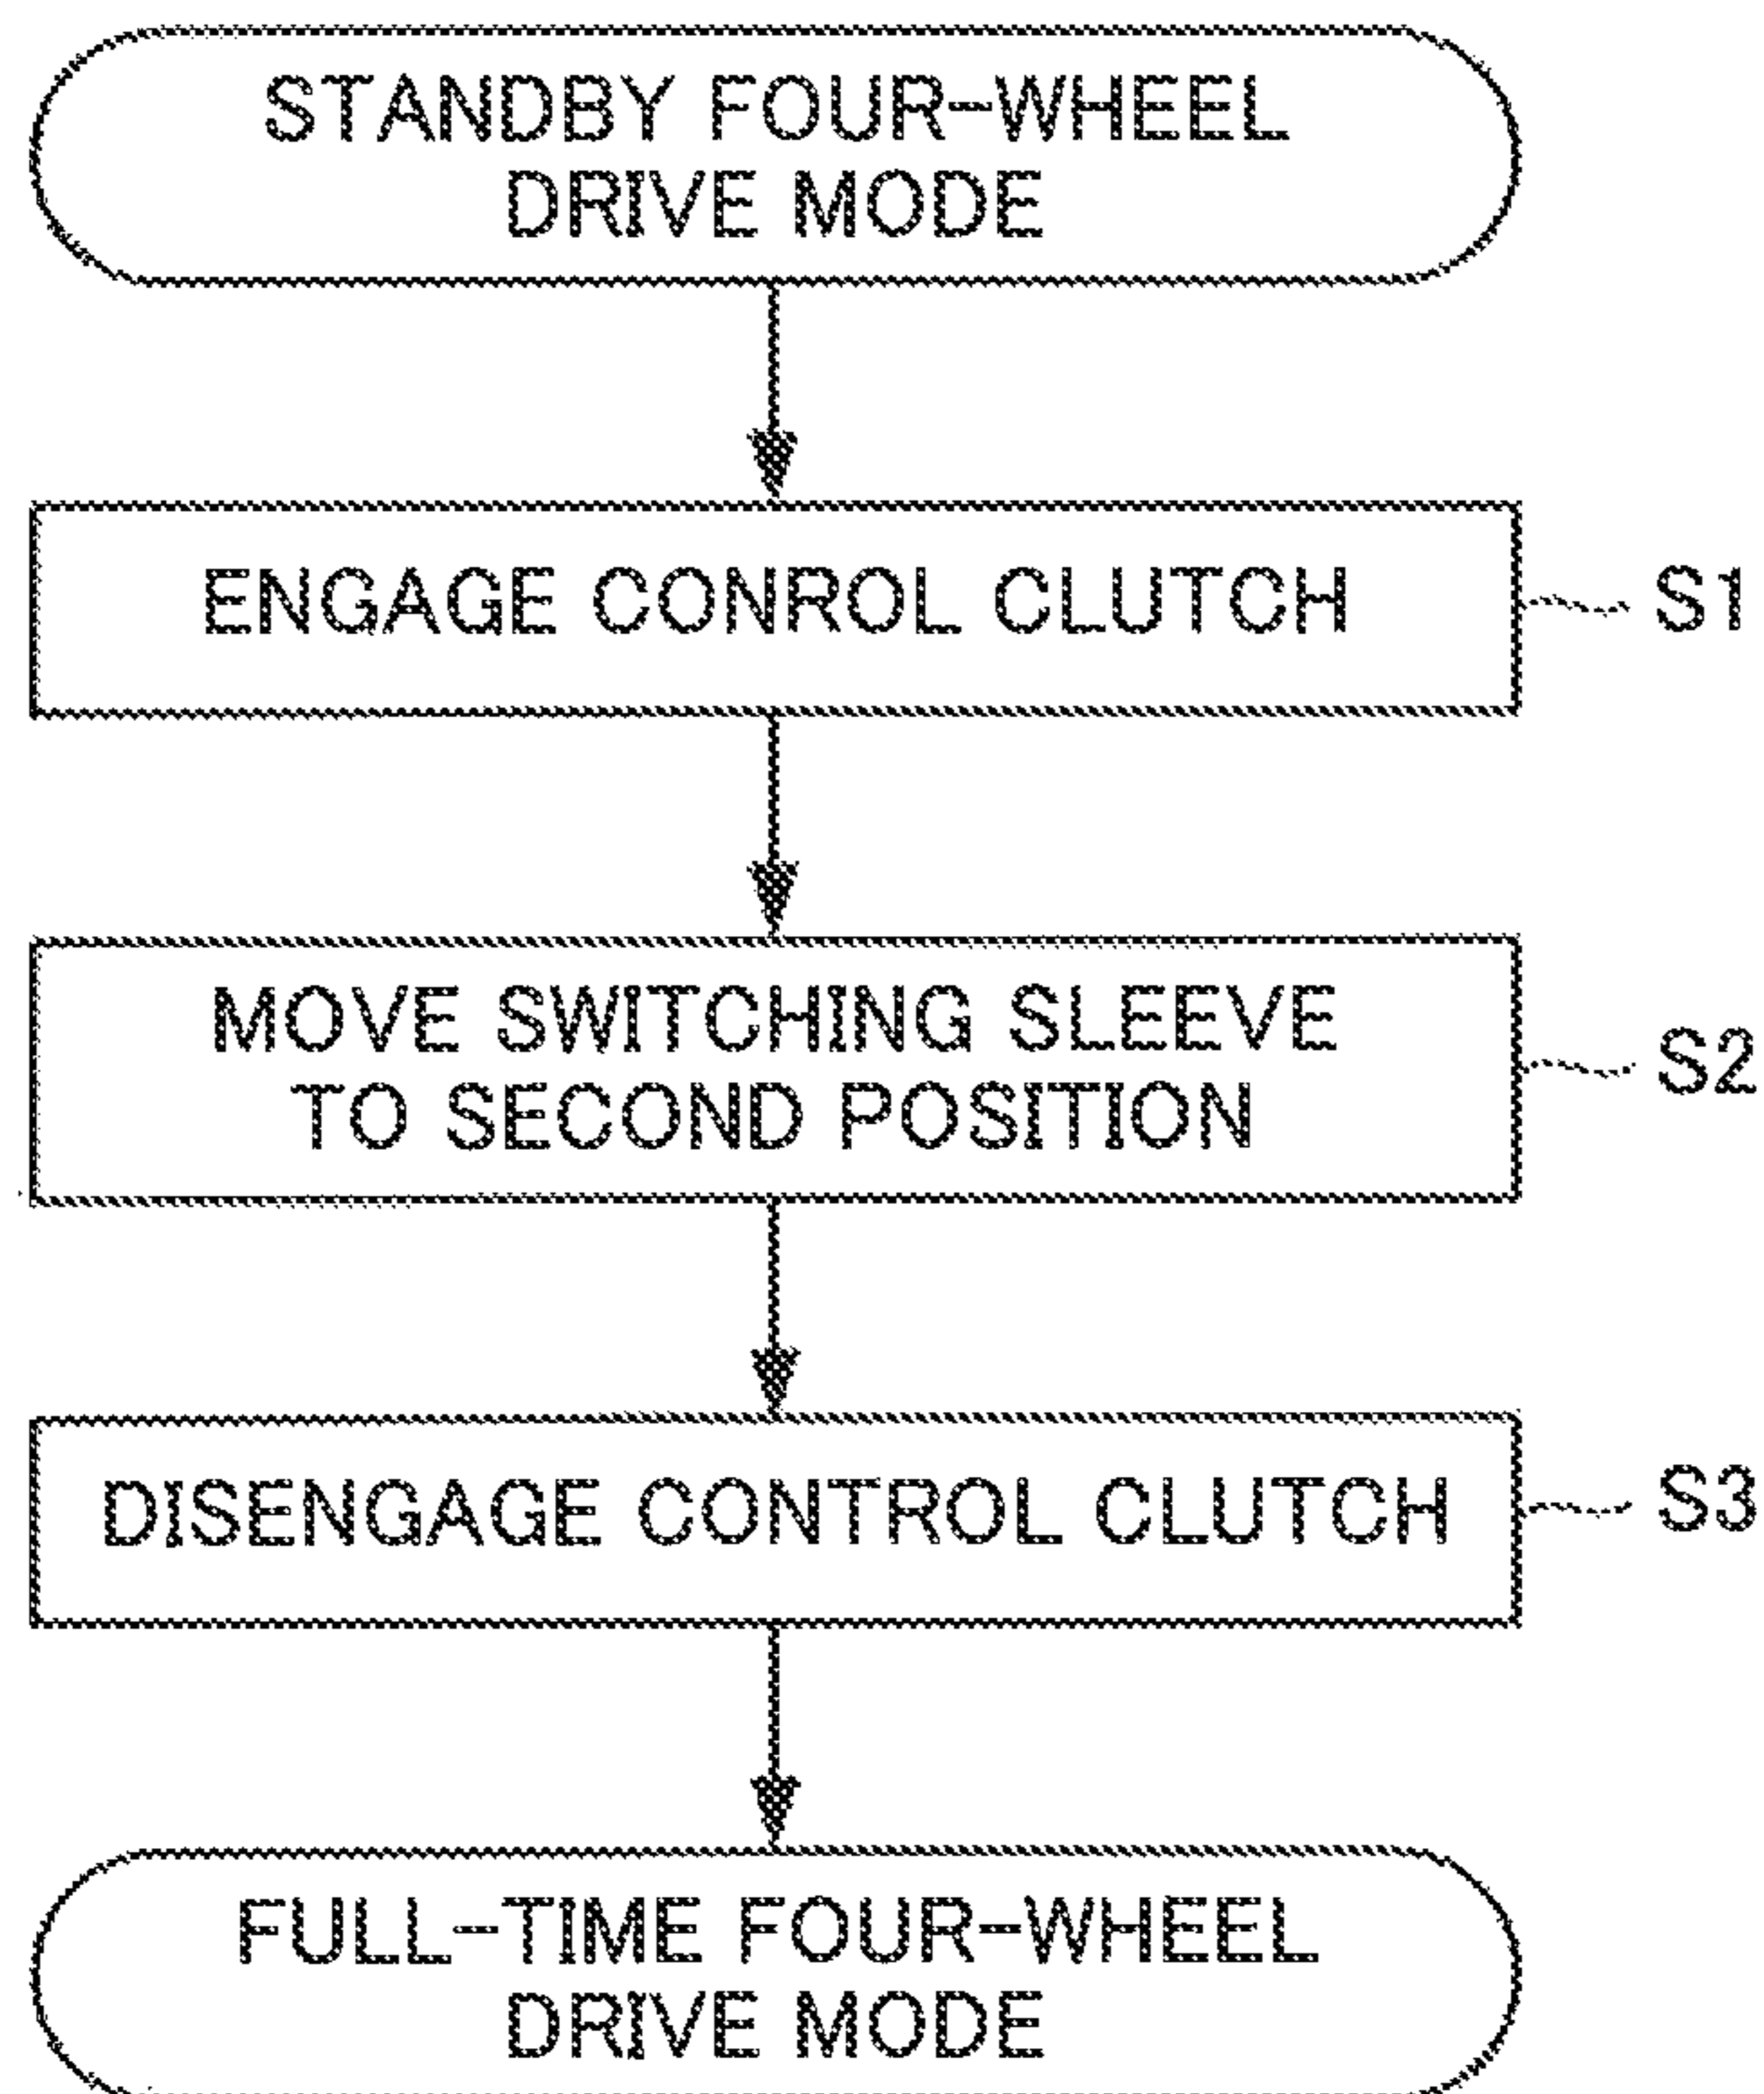 STANDBY FOUR-WHEEL
DRIVE MODE
ENGAGE CONROL CLUTCH
S1
MOVE SWITCHING SLEEVE
TO SECOND POSITION
S2
DISENGAGE CONTROL CLUTCH
S3
FULL-TIME FOUR-WHEEL
DRIVE MODE